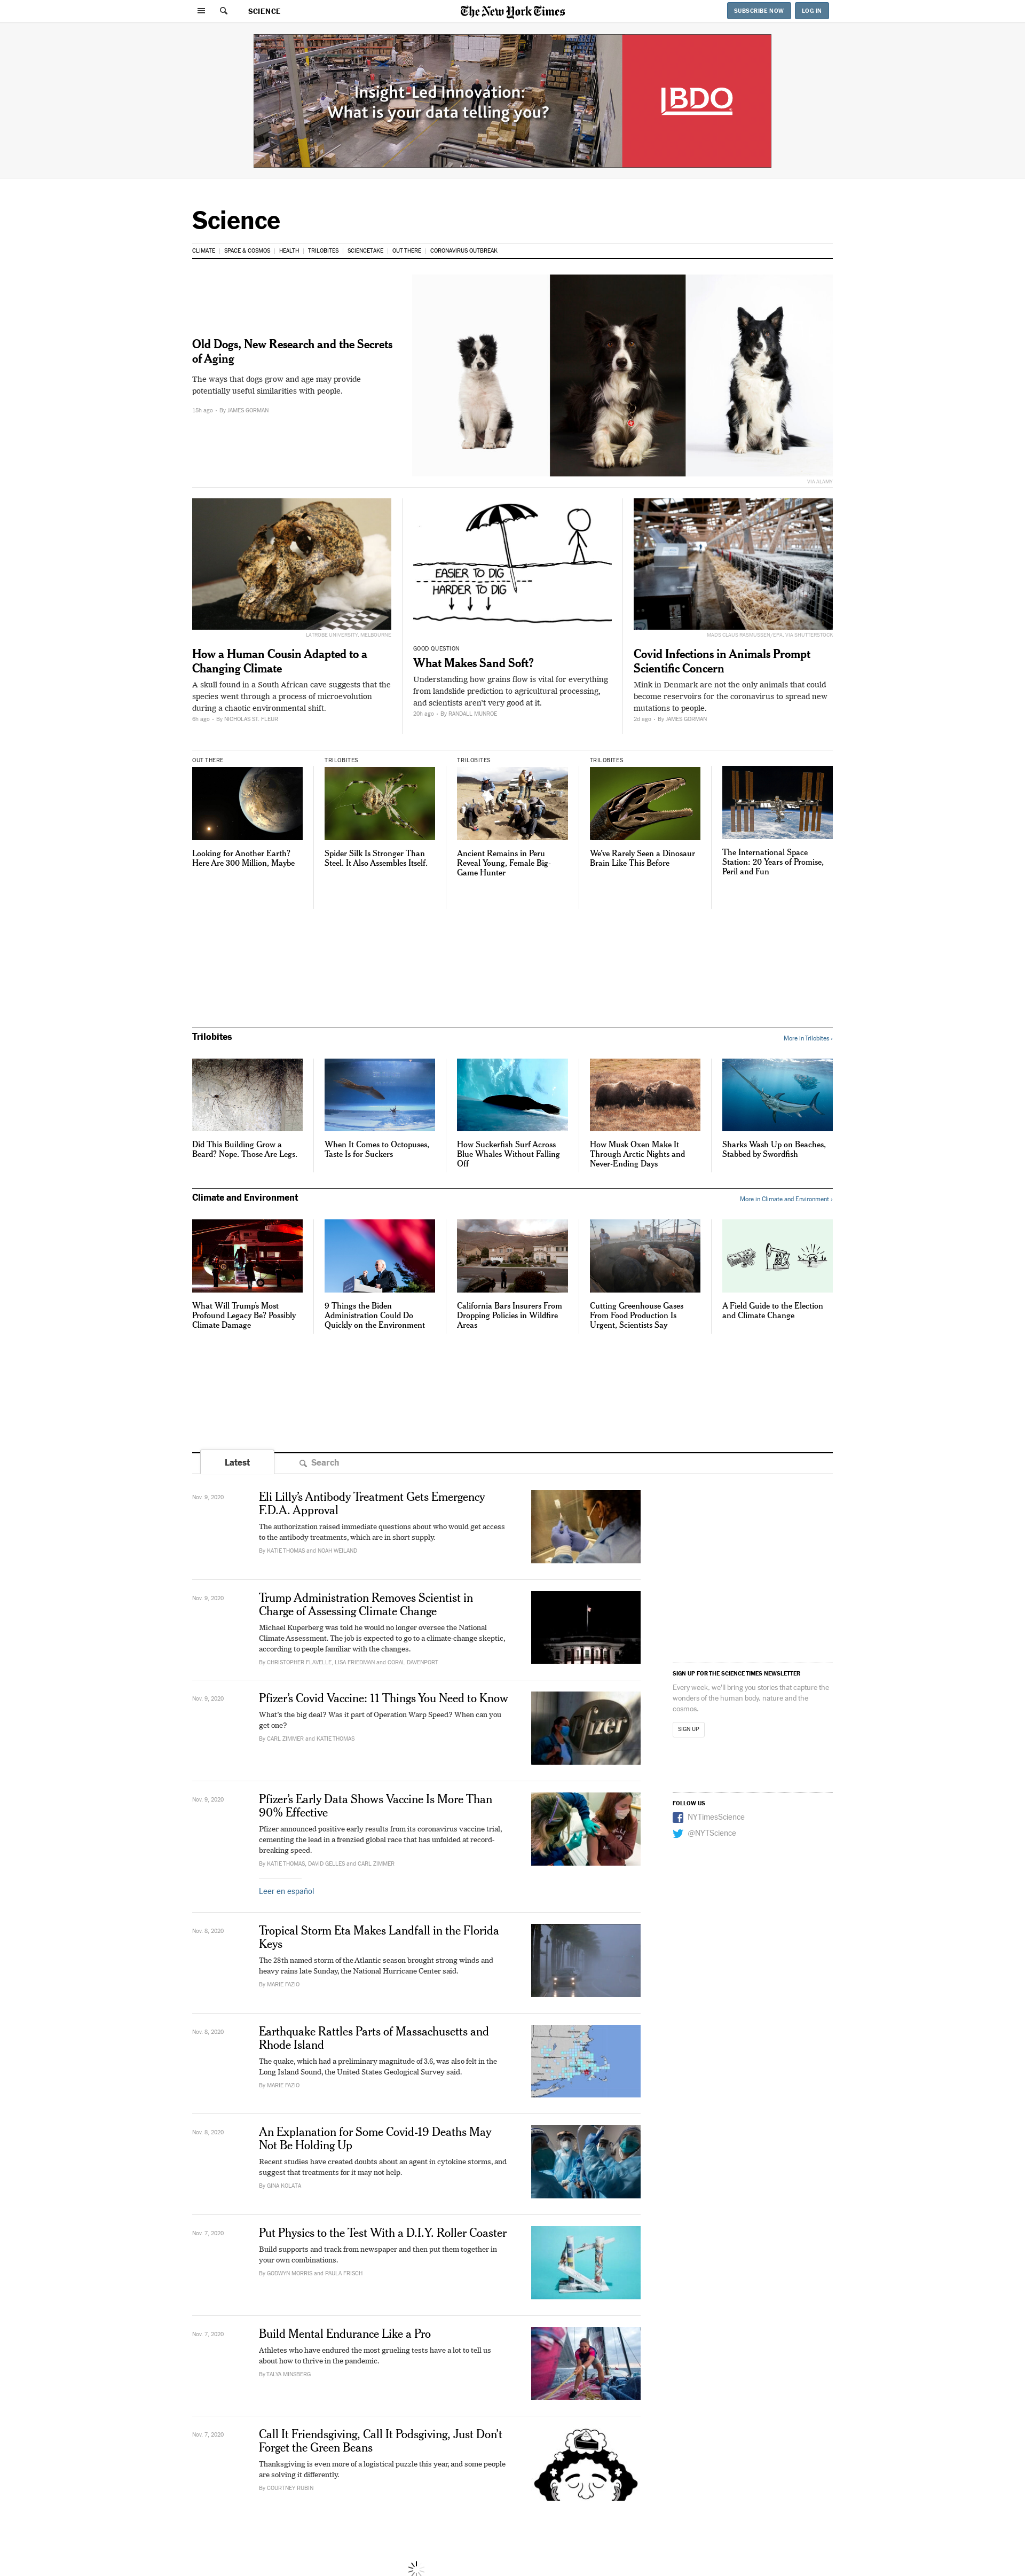 SCIENCE
The New York Times
SUBSCRIBE NOW
LOG IN
Insight-Led Innovation:
What is your data telling you?
BDO
Science
CLIMATE
SPACE & COSMOS
HEALTH
TRILOBITES
SCIENCETAKE
OUT THERE
CORONAVIRUS OUTBREAK
Old Dogs, New Research and the Secrets
of Aging
The ways that dogs grow and age may provide
potentially useful similarities with people.
15h ago • By JAMES GORMAN
VIA ALAMY
LATROBE UNIVERSITY, MELBOURNE
How a Human Cousin Adapted to a
Changing Climate
A skull found in a South African cave suggests that the
species went through a process of microevolution
during a chaotic environmental shift.
6h ago • By NICHOLAS ST. FLEUR
EASIER TO DIG
HARDER TO DIG
GOOD QUESTION
What Makes Sand Soft?
Understanding how grains flow is vital for everything
from landslide prediction to agricultural processing,
and scientists aren't very good at it.
20h ago • By RANDALL MUNROE
MADS CLAUS RASMUSSEN/EPA, VIA SHUTTERSTOCK
Covid Infections in Animals Prompt
Scientific Concern
Mink in Denmark are not the only animals that could
become reservoirs for the coronavirus to spread new
mutations to people.
2d ago • By JAMES GORMAN
OUT THERE
Looking for Another Earth?
Here Are 300 Million, Maybe
TRILOBITES
Spider Silk Is Stronger Than
Steel. It Also Assembles Itself.
TRILOBITES
Ancient Remains in Peru
Reveal Young, Female Big-
Game Hunter
TRILOBITES
We've Rarely Seen a Dinosaur
Brain Like This Before
The International Space
Station: 20 Years of Promise,
Peril and Fun
Trilobites
More in Trilobites ›
Did This Building Grow a
Beard? Nope. Those Are Legs.
When It Comes to Octopuses,
Taste Is for Suckers
How Suckerfish Surf Across
Blue Whales Without Falling
Off
How Musk Oxen Make It
Through Arctic Nights and
Never-Ending Days
Sharks Wash Up on Beaches,
Stabbed by Swordfish
Climate and Environment
More in Climate and Environment ›
What Will Trump's Most
Profound Legacy Be? Possibly
Climate Damage
9 Things the Biden
Administration Could Do
Quickly on the Environment
California Bars Insurers From
Dropping Policies in Wildfire
Areas
Cutting Greenhouse Gases
From Food Production Is
Urgent, Scientists Say
A Field Guide to the Election
and Climate Change
Latest
Search
Nov. 9, 2020
Eli Lilly's Antibody Treatment Gets Emergency
F.D.A. Approval
The authorization raised immediate questions about who would get access
to the antibody treatments, which are in short supply.
By KATIE THOMAS and NOAH WEILAND
Nov. 9, 2020
Trump Administration Removes Scientist in
Charge of Assessing Climate Change
Michael Kuperberg was told he would no longer oversee the National
Climate Assessment. The job is expected to go to a climate-change skeptic,
according to people familiar with the changes.
By CHRISTOPHER FLAVELLE, LISA FRIEDMAN and CORAL DAVENPORT
SIGN UP FOR THE SCIENCE TIMES NEWSLETTER
Every week, we'll bring you stories that capture the
wonders of the human body, nature and the
cosmos.
SIGN UP
Nov. 9, 2020
Pfizer's Covid Vaccine: 11 Things You Need to Know
What's the big deal? Was it part of Operation Warp Speed? When can you
get one?
By CARL ZIMMER and KATIE THOMAS
Pfizer
Nov. 9, 2020
Pfizer's Early Data Shows Vaccine Is More Than
90% Effective
Pfizer announced positive early results from its coronavirus vaccine trial,
cementing the lead in a frenzied global race that has unfolded at record-
breaking speed.
By KATIE THOMAS, DAVID GELLES and CARL ZIMMER
Leer en español
FOLLOW US
NYTimesScience
@NYTScience
Nov. 8, 2020
Tropical Storm Eta Makes Landfall in the Florida
Keys
The 28th named storm of the Atlantic season brought strong winds and
heavy rains late Sunday, the National Hurricane Center said.
By MARIE FAZIO
Nov. 8, 2020
Earthquake Rattles Parts of Massachusetts and
Rhode Island
The quake, which had a preliminary magnitude of 3.6, was also felt in the
Long Island Sound, the United States Geological Survey said.
By MARIE FAZIO
Nov. 8, 2020
An Explanation for Some Covid-19 Deaths May
Not Be Holding Up
Recent studies have created doubts about an agent in cytokine storms, and
suggest that treatments for it may not help.
By GINA KOLATA
Nov. 7, 2020
Put Physics to the Test With a D.I.Y. Roller Coaster
Build supports and track from newspaper and then put them together in
your own combinations.
By GODWYN MORRIS and PAULA FRISCH
Nov. 7, 2020
Build Mental Endurance Like a Pro
Athletes who have endured the most grueling tests have a lot to tell us
about how to thrive in the pandemic.
By TALYA MINSBERG
Nov. 7, 2020
Call It Friendsgiving, Call It Podsgiving, Just Don't
Forget the Green Beans
Thanksgiving is even more of a logistical puzzle this year, and some people
are solving it differently.
By COURTNEY RUBIN